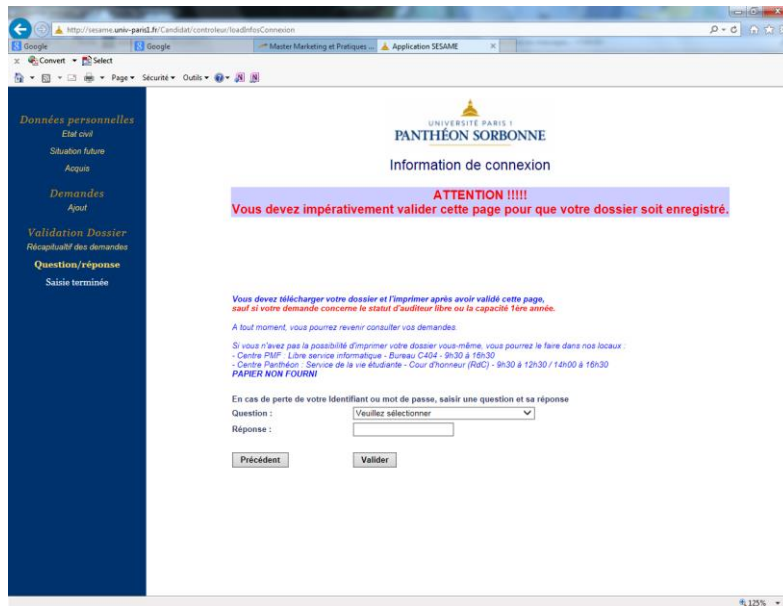 http://sesame.univ-paris1.fr/Candidat/controleur/loadInfosConnexion
Google
Google
Master Marketing et Pratiques ...
Application SESAME
x Convert Select
Page Sécurité Outils
Données personnelles
Etat civil
Situation future
Acquis
Demandes
Ajout
Validation Dossier
Récapitualtif des demandes
Question/réponse
Saisie terminée
UNIVERSITÉ PARIS 1
PANTHÉON SORBONNE
Information de connexion
ATTENTION !!!!!
Vous devez impérativement valider cette page pour que votre dossier soit enregistré.
Vous devez télécharger votre dossier et l'imprimer après avoir validé cette page,
sauf si votre demande concerne le statut d'auditeur libre ou la capacité 1ère année.
A tout moment, vous pourrez revenir consulter vos demandes.
Si vous n'avez pas la possibilité d'imprimer votre dossier vous-même, vous pourrez le faire dans nos locaux :
- Centre PMF : Libre service informatique - Bureau C404 - 9h30 à 16h30
- Centre Panthéon : Service de la vie étudiante - Cour d'honneur (RdC) - 9h30 à 12h30 / 14h00 à 16h30
PAPIER NON FOURNI
En cas de perte de votre Identifiant ou mot de passe, saisir une question et sa réponse
Question : Veuillez sélectionner
Réponse :
Précédent Valider
125%